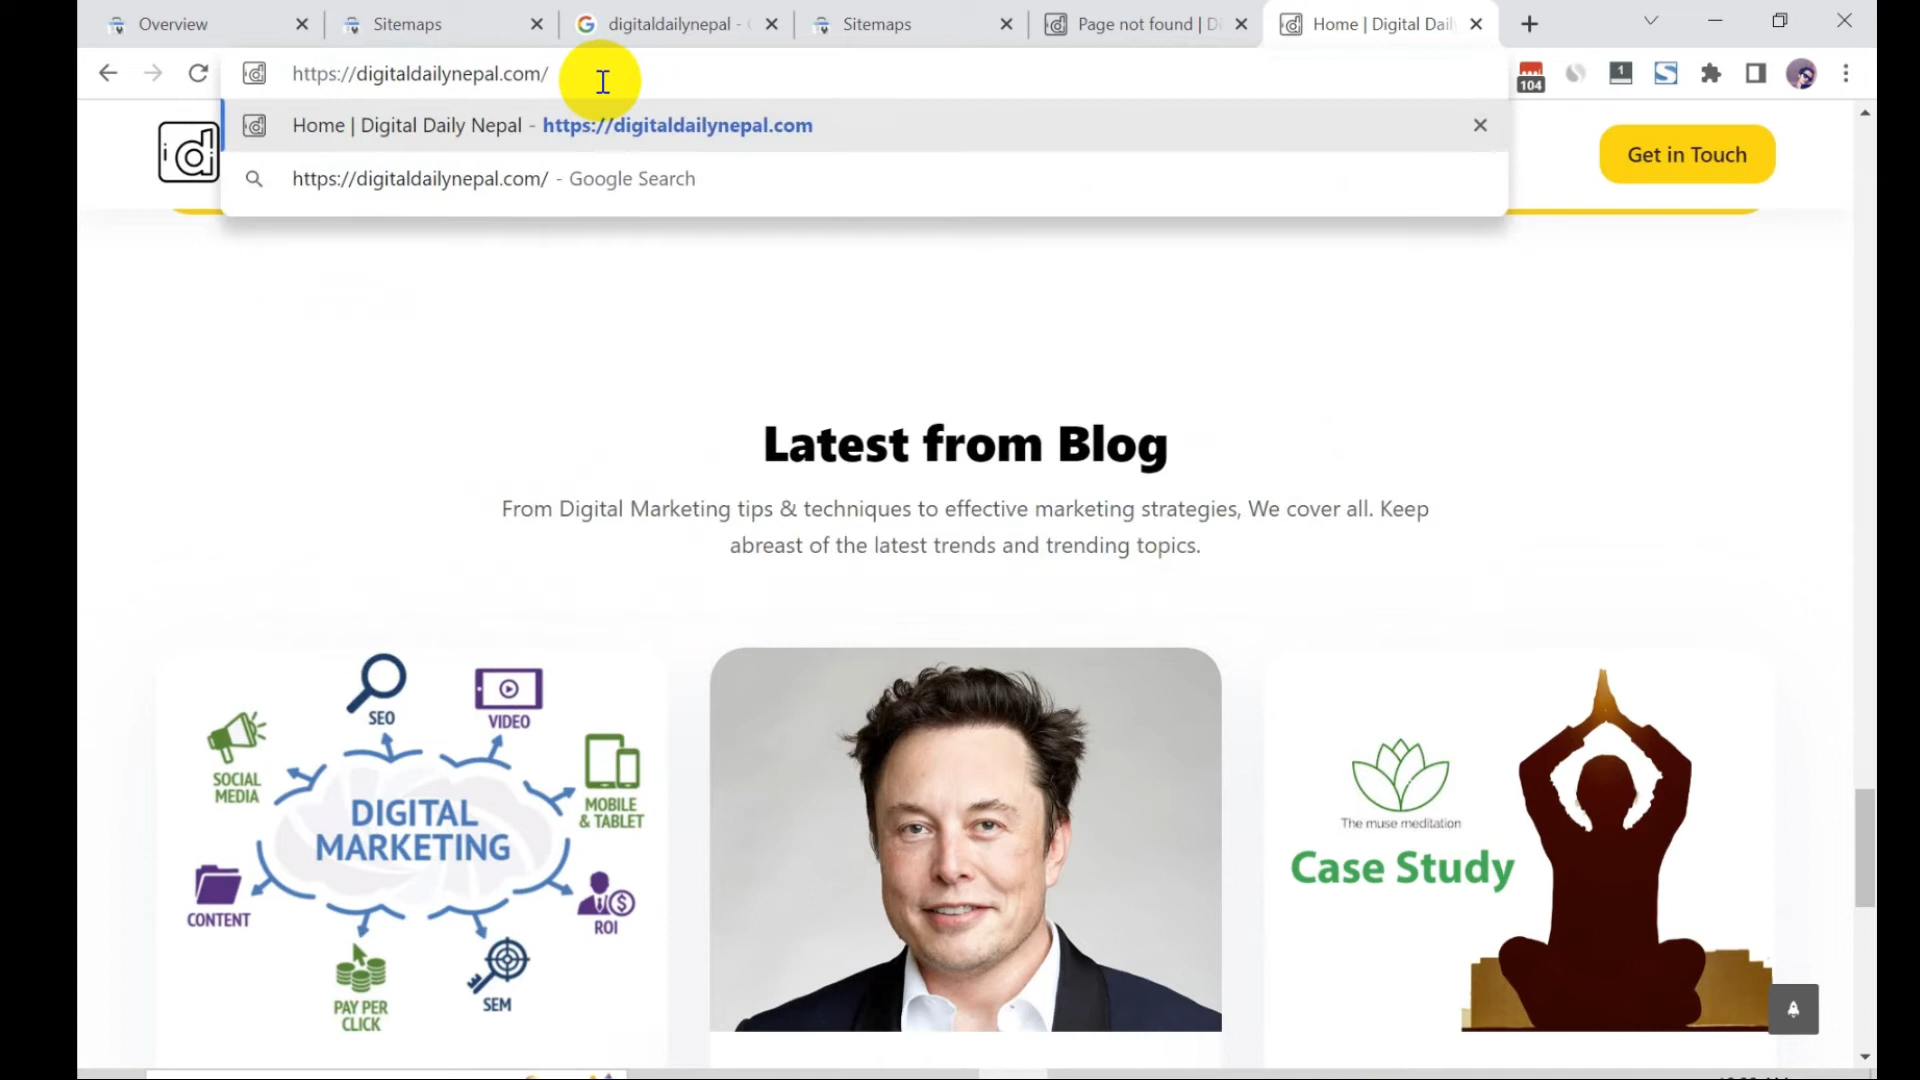 Overview
Sitemaps
digitaldailynepal -
Sitemaps
Page not found | Di
Home | Digital Dail
https://digitaldailynepal.com/
104
1
Home | Digital Daily Nepal - https://digitaldailynepal.com
https://digitaldailynepal.com/ - Google Search
Get in Touch
Latest from Blog
From Digital Marketing tips & techniques to effective marketing strategies, We cover all. Keep
abreast of the latest trends and trending topics.
SEO
VIDEO
SOCIAL
MEDIA
MOBILE
& TABLET
DIGITAL
MARKETING
CONTENT
ROI
PAY PER
CLICK
SEM
The muse meditation
Case Study